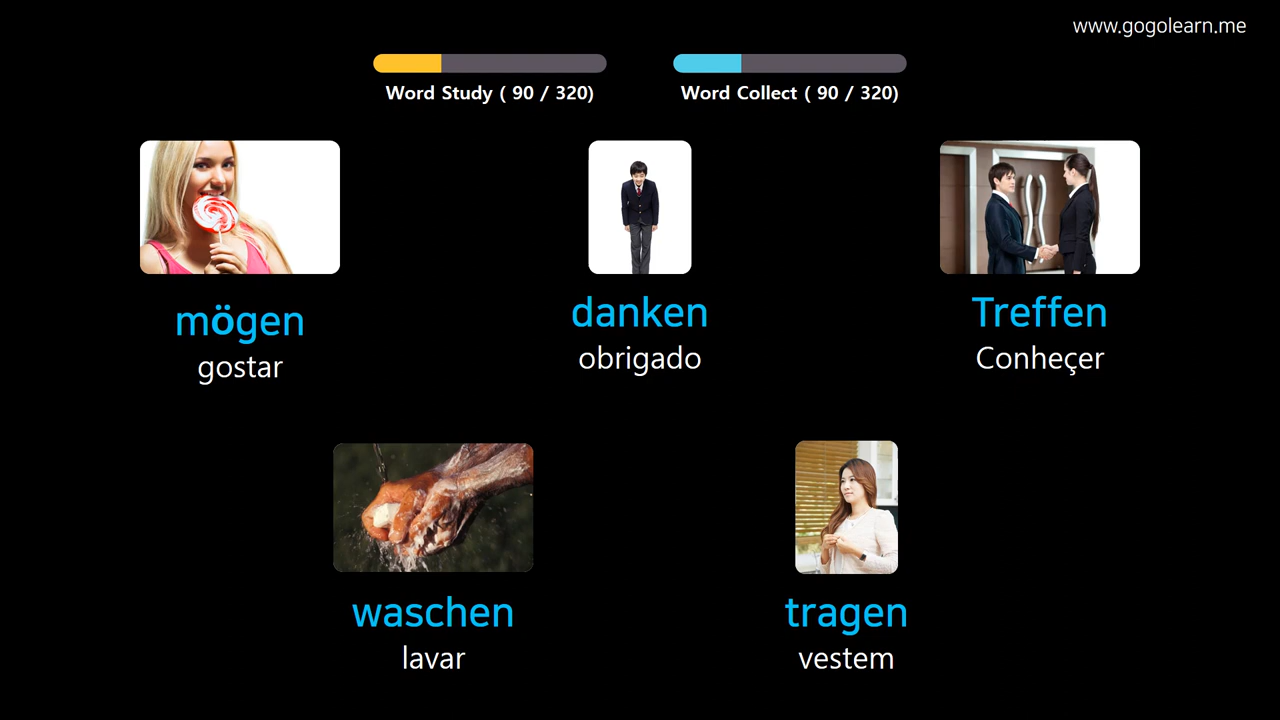 www.gogolearn.me
Word Study ( 90 / 320)
Word Collect ( 90 / 320)
mögen
gostar
danken
obrigado
Treffen
Conheçer
waschen
lavar
tragen
vestem